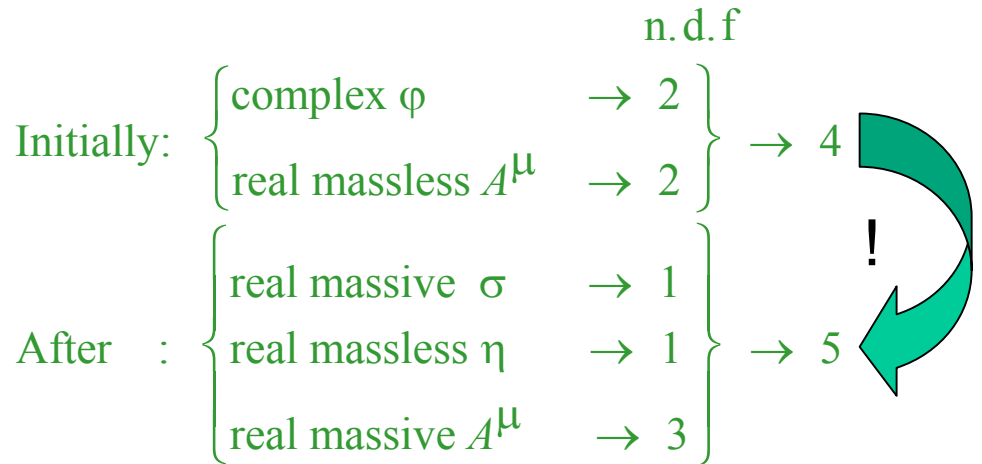 n.d.f
complex φ → 2
Initially: → 4
real massless A^μ → 2
!
real massive σ → 1
After : real massless η → 1 → 5
real massive A^μ → 3